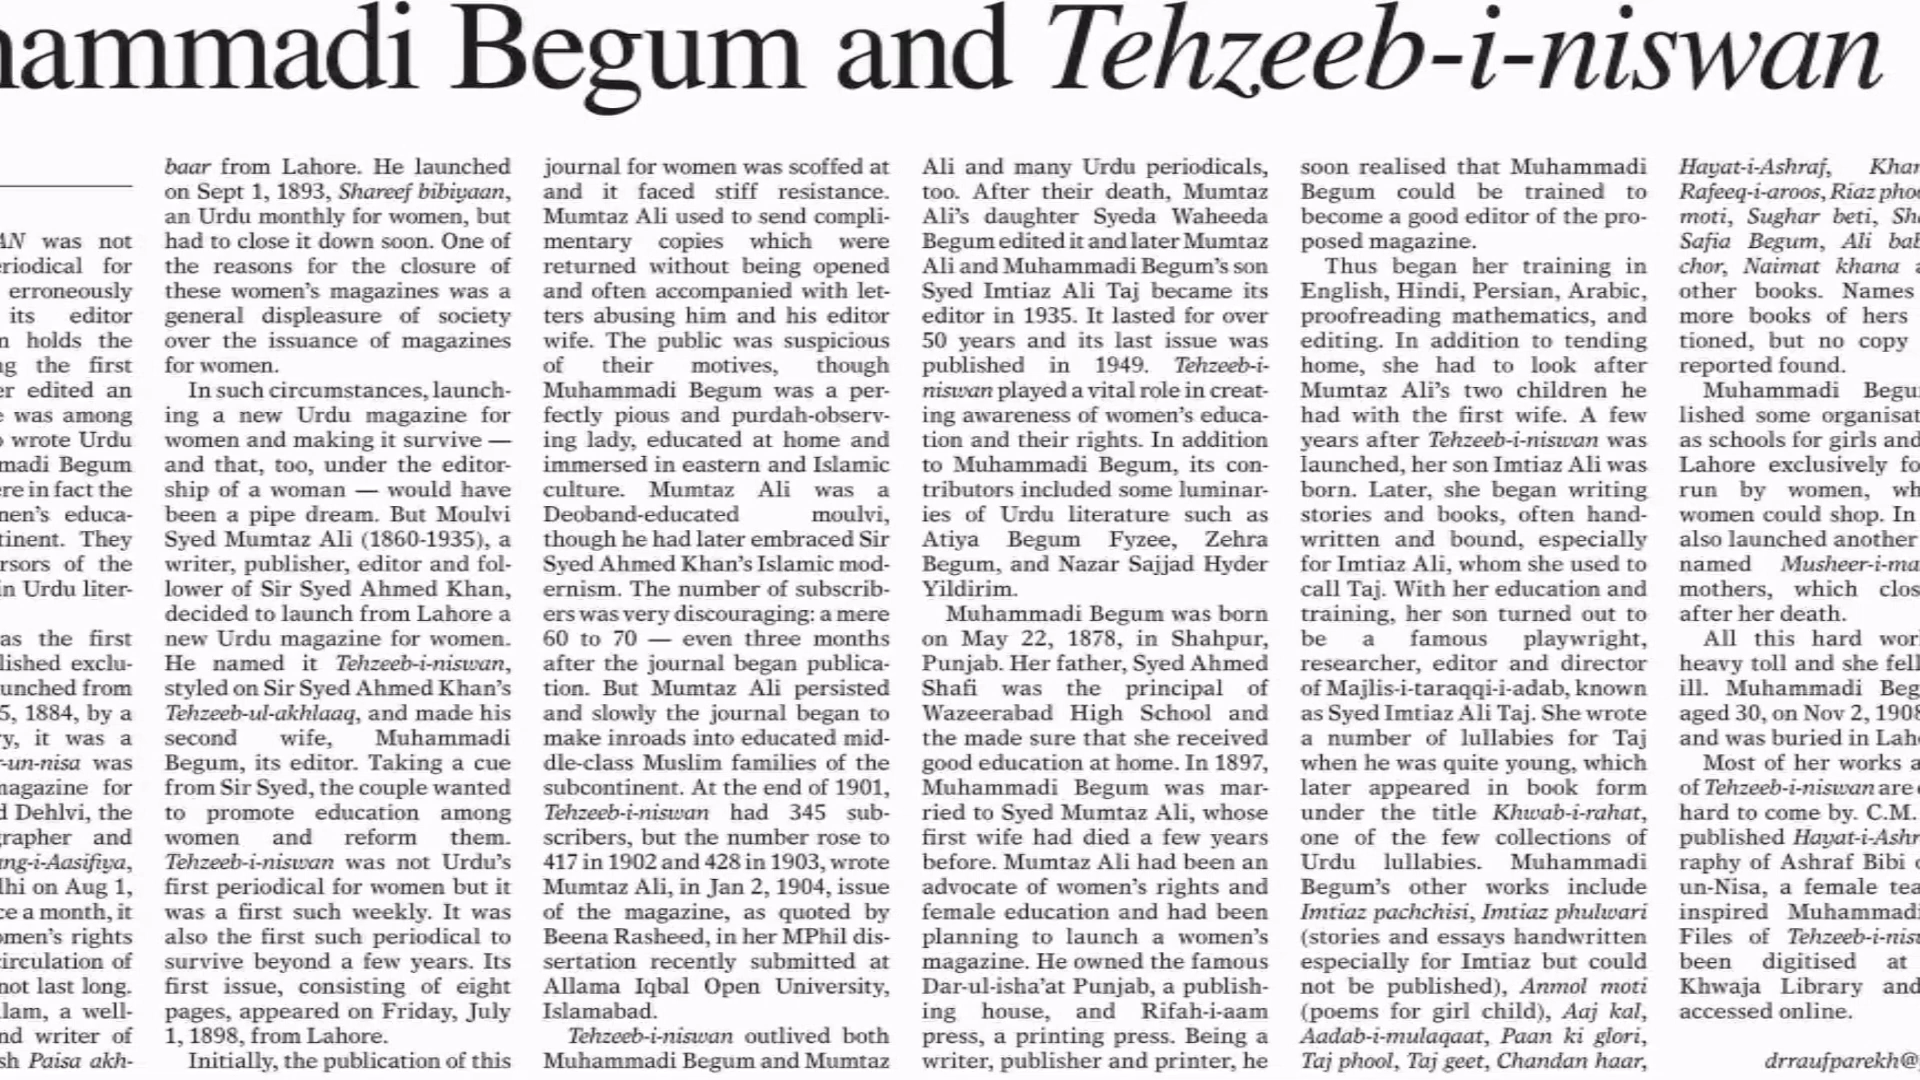 hammadi Begum and Tehzeeb-i-niswan
AN was not
eriodical for
erroneously
its editor
n holds the
ng the first
er edited an
e was among
o wrote Urdu
madi Begum
ere in fact the
men's educa-
tinent. They
rsors of the
in Urdu liter-
as the first
lished exclu-
unched from
5, 1884, by a
ry, it was a
-un-nisa was
magazine for
d Dehlvi, the
grapher and
ng-i-Aasifiya,
lhi on Aug 1,
ce a month, it
omen's rights
circulation of
not last long.
lam, a well-
nd writer of
sh Paisa akh-
baar from Lahore. He launched
on Sept 1, 1893, Shareef bibiyaan,
an Urdu monthly for women, but
had to close it down soon. One of
the reasons for the closure of
these women's magazines was a
general displeasure of society
over the issuance of magazines
for women.
In such circumstances, launch-
ing a new Urdu magazine for
women and making it survive —
and that, too, under the editor-
ship of a woman — would have
been a pipe dream. But Moulvi
Syed Mumtaz Ali (1860-1935), a
writer, publisher, editor and fol-
lower of Sir Syed Ahmed Khan,
decided to launch from Lahore a
new Urdu magazine for women.
He named it Tehzeeb-i-niswan,
styled on Sir Syed Ahmed Khan's
Tehzeeb-ul-akhlaaq, and made his
second wife, Muhammadi
Begum, its editor. Taking a cue
from Sir Syed, the couple wanted
to promote education among
women and reform them.
Tehzeeb-i-niswan was not Urdu's
first periodical for women but it
was a first such weekly. It was
also the first such periodical to
survive beyond a few years. Its
first issue, consisting of eight
pages, appeared on Friday, July
1, 1898, from Lahore.
Initially, the publication of this
journal for women was scoffed at
and it faced stiff resistance.
Mumtaz Ali used to send compli-
mentary copies which were
returned without being opened
and often accompanied with let-
ters abusing him and his editor
wife. The public was suspicious
of their motives, though
Muhammadi Begum was a per-
fectly pious and purdah-observ-
ing lady, educated at home and
immersed in eastern and Islamic
culture. Mumtaz Ali was a
Deoband-educated moulvi,
though he had later embraced Sir
Syed Ahmed Khan's Islamic mod-
ernism. The number of subscrib-
ers was very discouraging: a mere
60 to 70 — even three months
after the journal began publica-
tion. But Mumtaz Ali persisted
and slowly the journal began to
make inroads into educated mid-
dle-class Muslim families of the
subcontinent. At the end of 1901,
Tehzeeb-i-niswan had 345 sub-
scribers, but the number rose to
417 in 1902 and 428 in 1903, wrote
Mumtaz Ali, in Jan 2, 1904, issue
of the magazine, as quoted by
Beena Rasheed, in her MPhil dis-
sertation recently submitted at
Allama Iqbal Open University,
Islamabad.
Tehzeeb-i-niswan outlived both
Muhammadi Begum and Mumtaz
Ali and many Urdu periodicals,
too. After their death, Mumtaz
Ali's daughter Syeda Waheeda
Begum edited it and later Mumtaz
Ali and Muhammadi Begum's son
Syed Imtiaz Ali Taj became its
editor in 1935. It lasted for over
50 years and its last issue was
published in 1949. Tehzeeb-i-
niswan played a vital role in creat-
ing awareness of women's educa-
tion and their rights. In addition
to Muhammadi Begum, its con-
tributors included some luminar-
ies of Urdu literature such as
Atiya Begum Fyzee, Zehra
Begum, and Nazar Sajjad Hyder
Yildirim.
Muhammadi Begum was born
on May 22, 1878, in Shahpur,
Punjab. Her father, Syed Ahmed
Shafi was the principal of
Wazeerabad High School and
the made sure that she received
good education at home. In 1897,
Muhammadi Begum was mar-
ried to Syed Mumtaz Ali, whose
first wife had died a few years
before. Mumtaz Ali had been an
advocate of women's rights and
female education and had been
planning to launch a women's
magazine. He owned the famous
Dar-ul-isha'at Punjab, a publish-
ing house, and Rifah-i-aam
press, a printing press. Being a
writer, publisher and printer, he
soon realised that Muhammadi
Begum could be trained to
become a good editor of the pro-
posed magazine.
Thus began her training in
English, Hindi, Persian, Arabic,
proofreading mathematics, and
editing. In addition to tending
home, she had to look after
Mumtaz Ali's two children he
had with the first wife. A few
years after Tehzeeb-i-niswan was
launched, her son Imtiaz Ali was
born. Later, she began writing
stories and books, often hand-
written and bound, especially
for Imtiaz Ali, whom she used to
call Taj. With her education and
training, her son turned out to
be a famous playwright,
researcher, editor and director
of Majlis-i-taraqqi-i-adab, known
as Syed Imtiaz Ali Taj. She wrote
a number of lullabies for Taj
when he was quite young, which
later appeared in book form
under the title Khwab-i-rahat,
one of the few collections of
Urdu lullabies. Muhammadi
Begum's other works include
Imtiaz pachchisi, Imtiaz phulwari
(stories and essays handwritten
especially for Imtiaz but could
not be published), Anmol moti
(poems for girl child), Aaj kal,
Aadab-i-mulaqaat, Paan ki glori,
Taj phool, Taj geet, Chandan haar,
Hayat-i-Ashraf, Khan
Rafeeq-i-aroos, Riaz phoo
moti, Sughar beti, Sha
Safia Begum, Ali bab
chor, Naimat khana a
other books. Names
more books of hers
tioned, but no copy
reported found.
Muhammadi Begu
lished some organisat
as schools for girls and
Lahore exclusively fo
run by women, wh
women could shop. In
also launched another
named Musheer-i-ma
mothers, which clos
after her death.
All this hard wor
heavy toll and she fell
ill. Muhammadi Beg
aged 30, on Nov 2, 1908
and was buried in Laho
Most of her works a
of Tehzeeb-i-niswan are
hard to come by. C.M.
published Hayat-i-Ashr
raphy of Ashraf Bibi
un-Nisa, a female tea
inspired Muhammadi
Files of Tehzeeb-i-nisw
been digitised at
Khwaja Library and
accessed online.
drraufparekh@